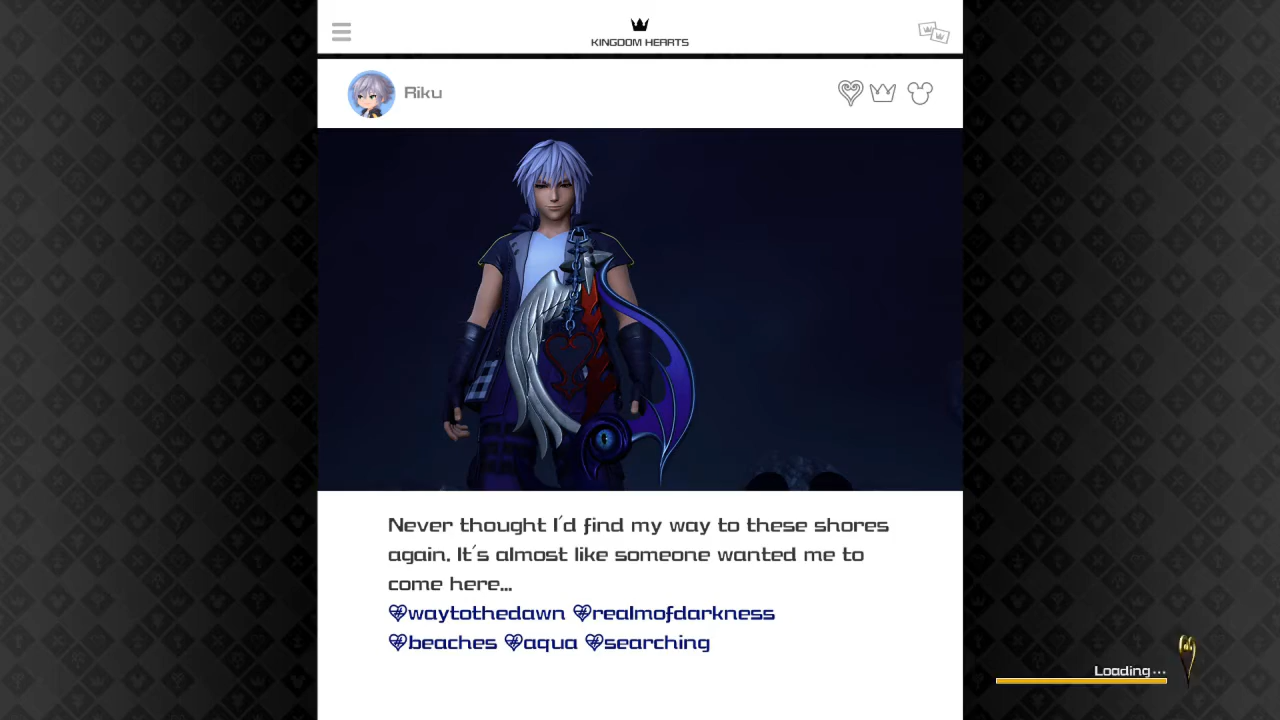 KINGDOM HEARTS
Riku
Never thought I'd find my way to these shores
again. It's almost like someone wanted me to
come here...
#waytothedawn #realmofdarkness
#beaches #aqua #searching
Loading...